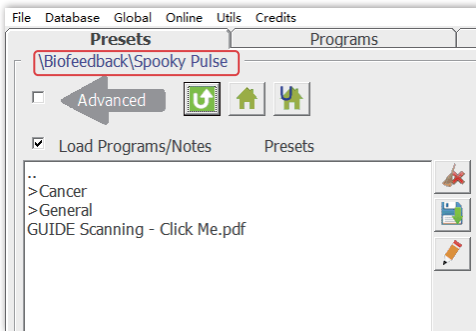 File Database Global Online Utils Credits
Presets Programs
\Biofeedback\Spooky Pulse
Advanced
Load Programs/Notes Presets
..
>Cancer
>General
GUIDE Scanning - Click Me.pdf